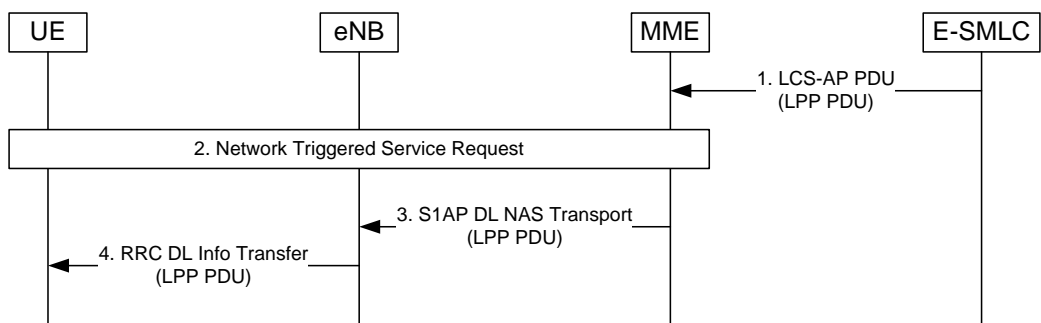 UE
eNB
MME
E-SMLC
1. LCS-AP PDU
(LPP PDU)
2. Network Triggered Service Request
3. S1AP DL NAS Transport
(LPP PDU)
4. RRC DL Info Transfer
(LPP PDU)